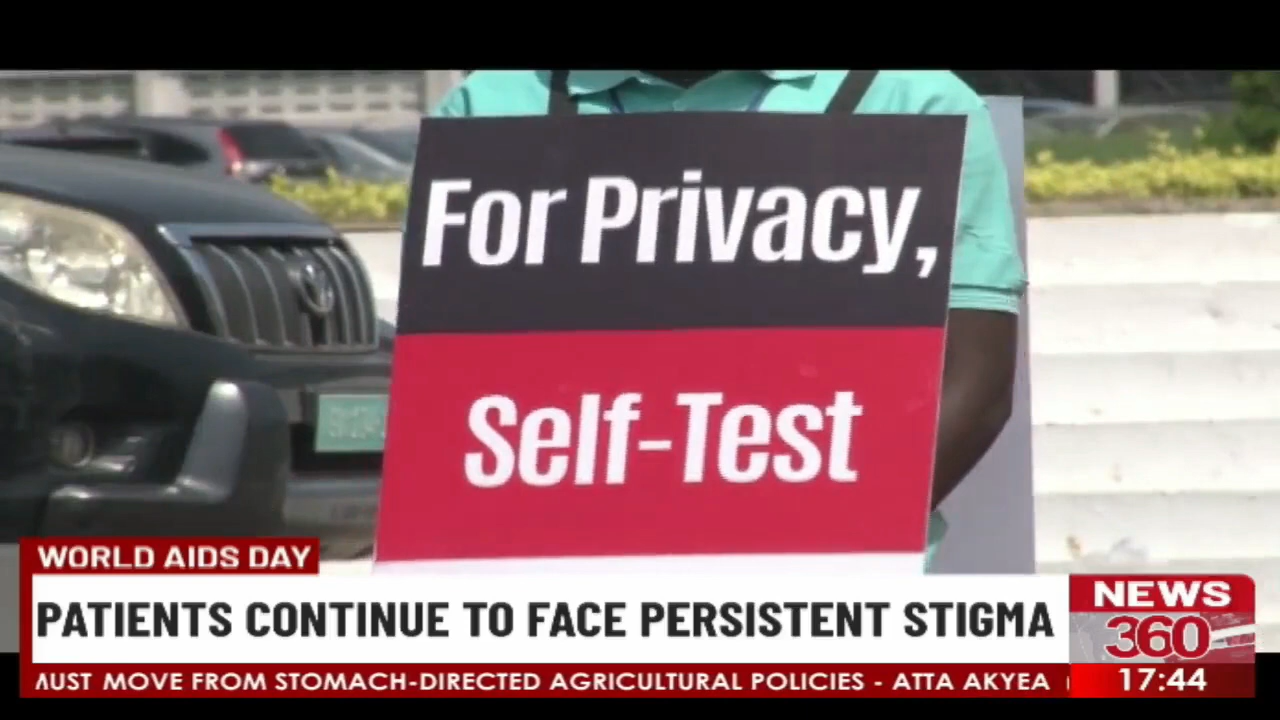 For Privacy,
Self-Test
WORLD AIDS DAY
PATIENTS CONTINUE TO FACE PERSISTENT STIGMA
NEWS
360
MUST MOVE FROM STOMACH-DIRECTED AGRICULTURAL POLICIES - ATTA AKYEA
17:44